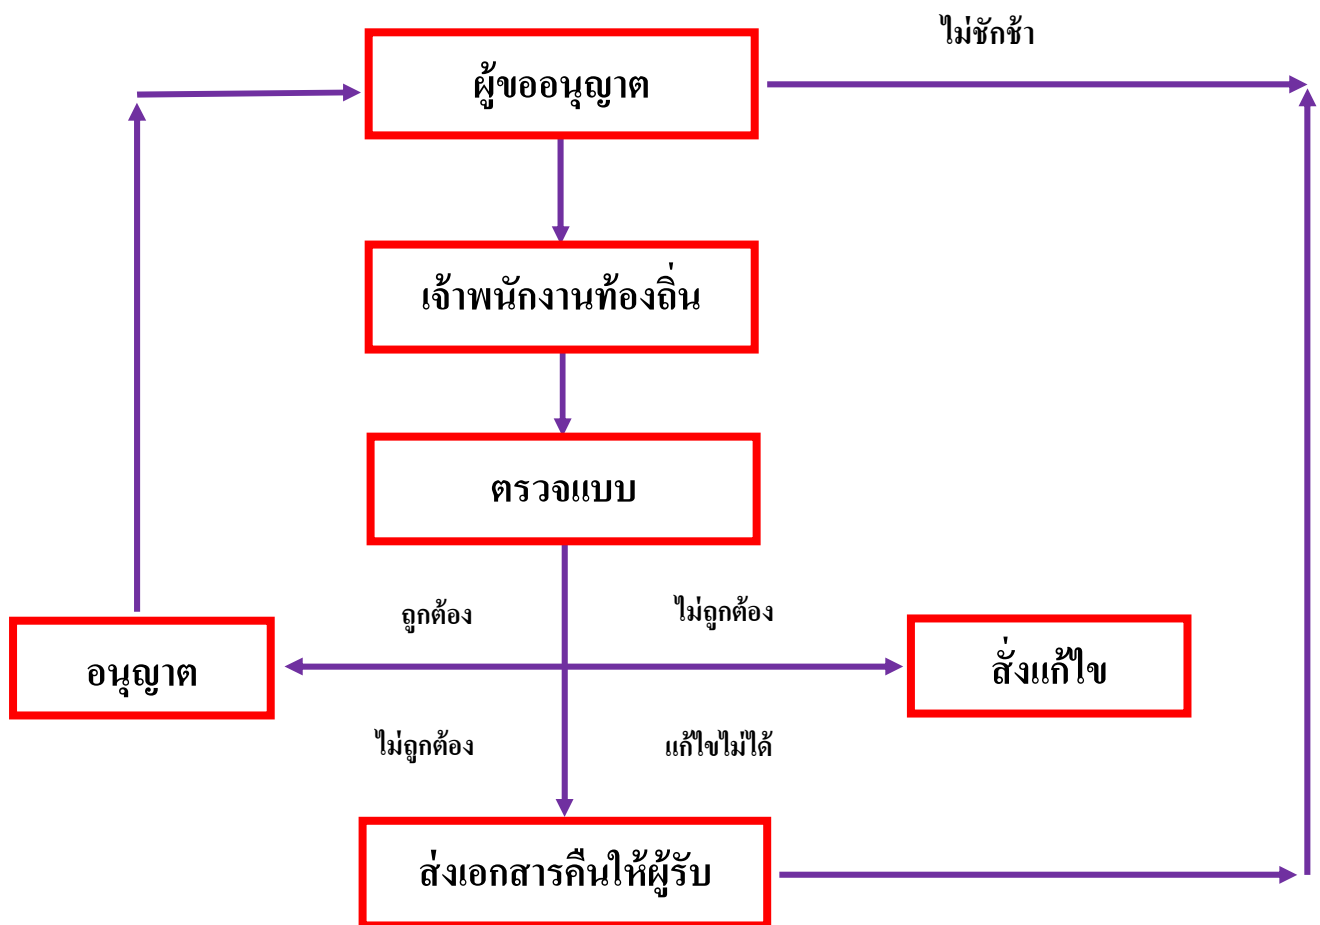 ไม่ชักช้า
ผู้ขออนุญาต
เจ้าพนักงานท้องถิ่น
ตรวจแบบ
ถูกต้อง
ไม่ถูกต้อง
อนุญาต
สั่งแก้ไข
ไม่ถูกต้อง
แก้ไขไม่ได้
ส่งเอกสารคืนให้ผู้รับ